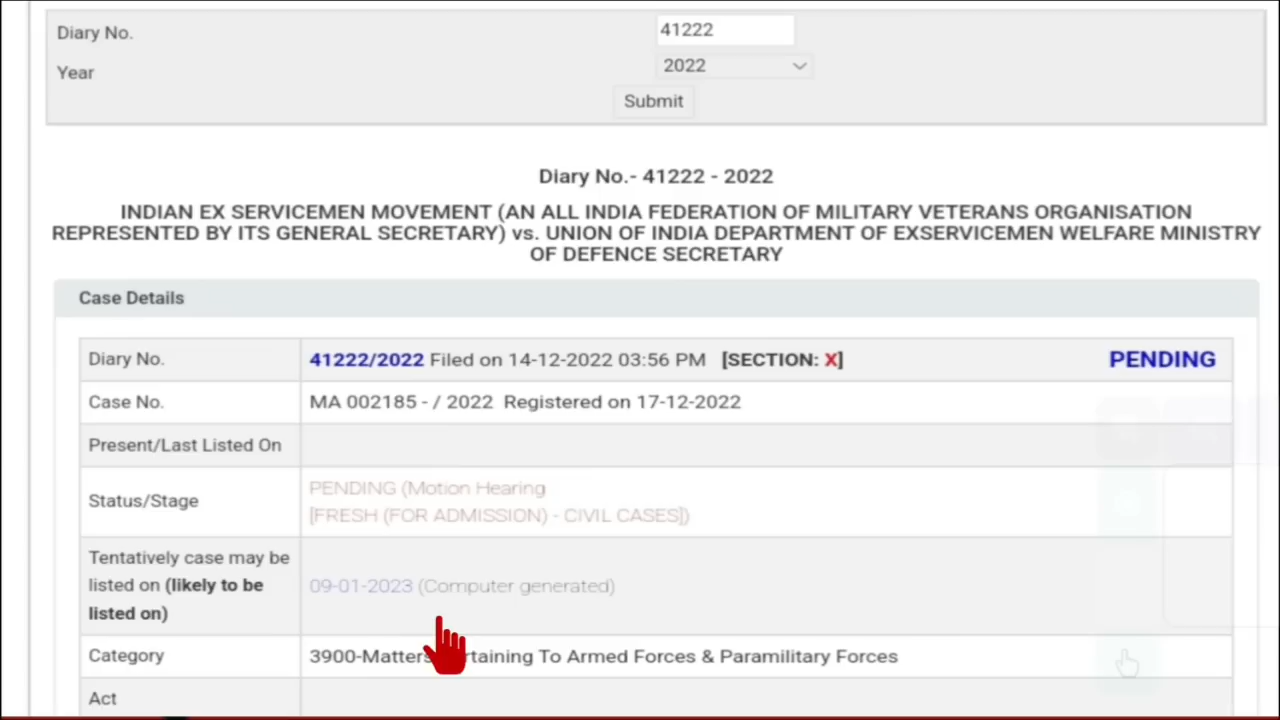 Diary No. 41222
Year 2022
Submit
Diary No.- 41222 - 2022
INDIAN EX SERVICEMEN MOVEMENT (AN ALL INDIA FEDERATION OF MILITARY VETERANS ORGANISATION
REPRESENTED BY ITS GENERAL SECRETARY) vs. UNION OF INDIA DEPARTMENT OF EXSERVICEMEN WELFARE MINISTRY
OF DEFENCE SECRETARY
Case Details
Diary No. 41222/2022 Filed on 14-12-2022 03:56 PM [SECTION: X] PENDING
Case No. MA 002185 - / 2022 Registered on 17-12-2022
Present/Last Listed On
Status/Stage
PENDING (Motion Hearing
[FRESH (FOR ADMISSION) - CIVIL CASES])
Tentatively case may be
listed on (likely to be
listed on)
09-01-2023 (Computer generated)
Category 3900-Matters rtaining To Armed Forces & Paramilitary Forces
Act